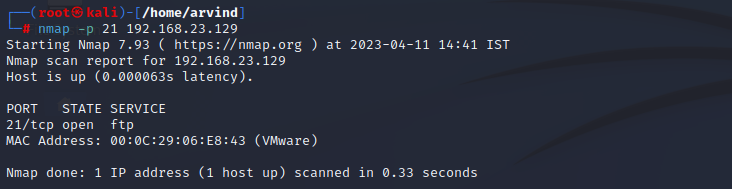 ┌──(root㉿kali)-[/home/arvind]
└─# nmap -p 21 192.168.23.129
Starting Nmap 7.93 ( https://nmap.org ) at 2023-04-11 14:41 IST
Nmap scan report for 192.168.23.129
Host is up (0.000063s latency).
PORT   STATE SERVICE
21/tcp open  ftp
MAC Address: 00:0C:29:06:E8:43 (VMware)
Nmap done: 1 IP address (1 host up) scanned in 0.33 seconds